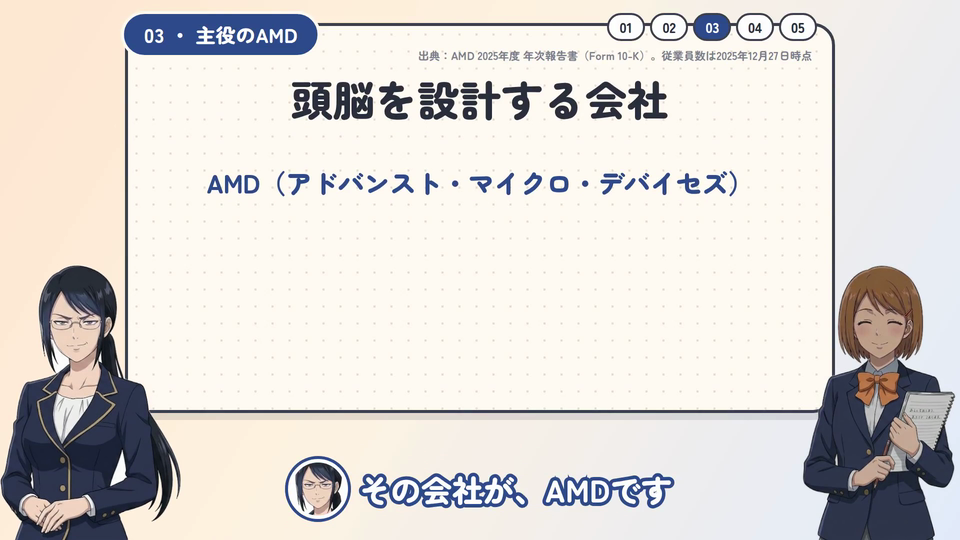 03 ・ 主役のAMD
01 02 03 04 05
出典：AMD 2025年度 年次報告書（Form 10-K）。従業員数は2025年12月27日時点
頭脳を設計する会社
AMD（アドバンスト・マイクロ・デバイセズ）
その会社が、AMDです